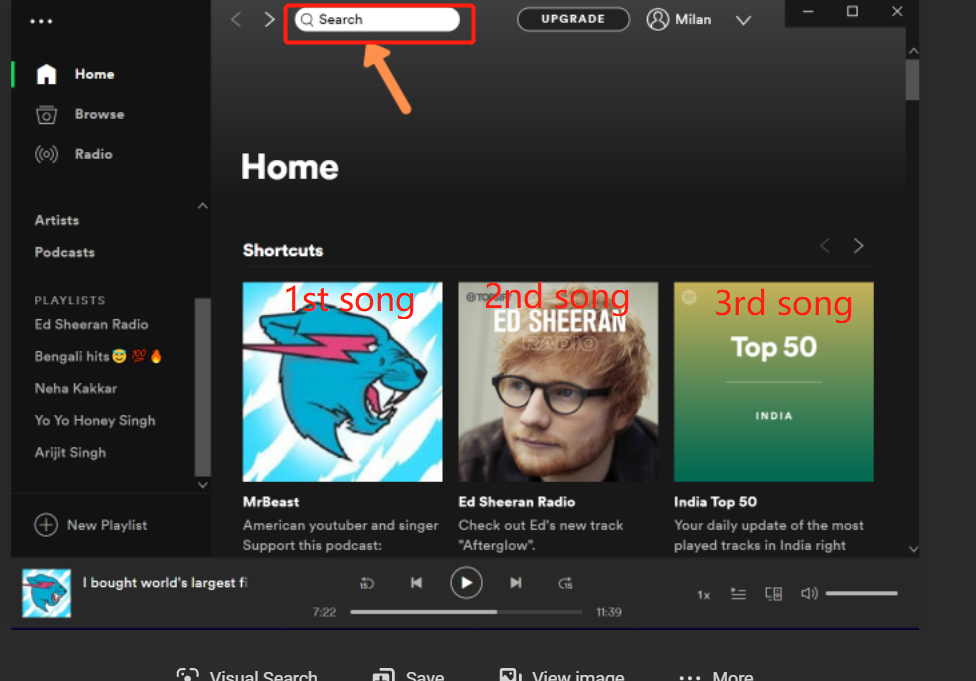 Search
UPGRADE
Milan
Home
Browse
Radio
Home
Artists
Podcasts
Shortcuts
PLAYLISTS
Ed Sheeran Radio
Bengali hits😇 💯🔥
Neha Kakkar
Yo Yo Honey Singh
Arijit Singh
New Playlist
1st song
2nd song
ED SHEERAN
RADIO
3rd song
Top 50
INDIA
MrBeast
American youtuber and singer
Support this podcast:
Ed Sheeran Radio
Check out Ed's new track
"Afterglow".
India Top 50
Your daily update of the most
played tracks in India right
I bought world's largest fi
15
15
7:22
11:39
1x
Visual Search
Save
View image
More